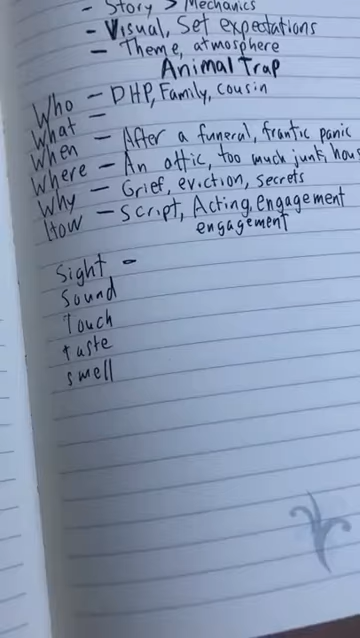 - Story > Mechanics
- Visual, Set expectations
- Theme, atmosphere
Animal Trap
Who - DHP, Family, cousin
What -
When - After a funeral, frantic panic
Where - An attic, too much junk, hous
Why - Grief, eviction, secrets
How - Script, Acting, engagement
engagement
Sight -
Sound
Touch
taste
smell